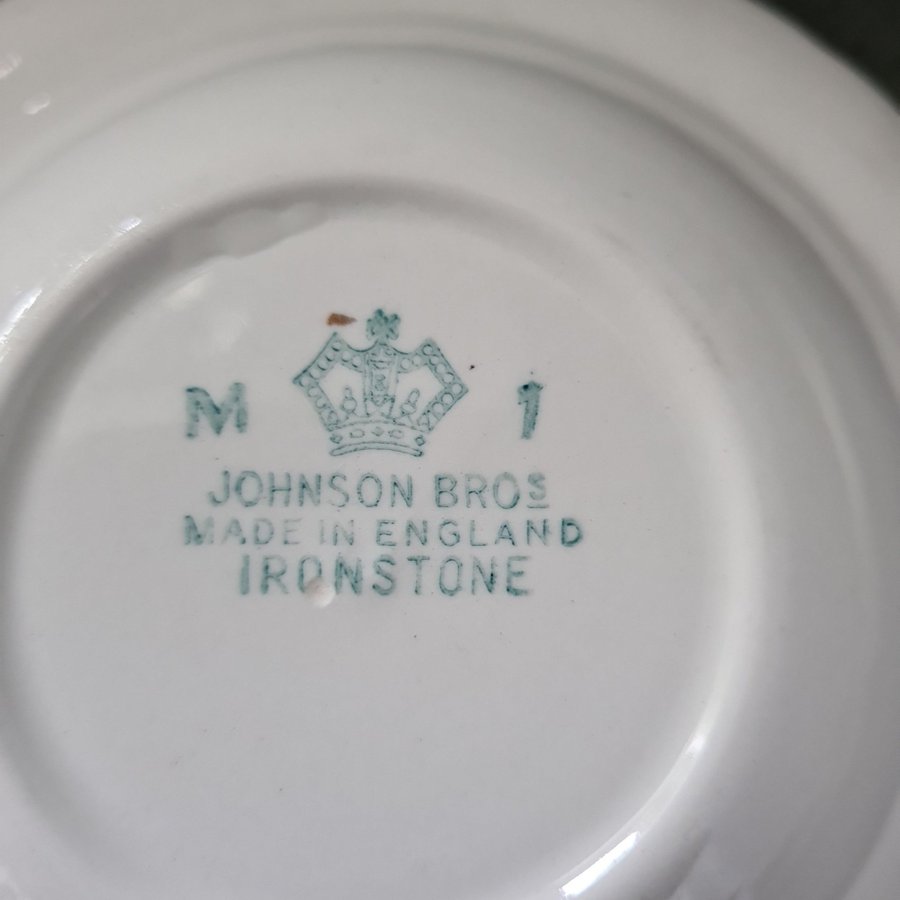 M 1
JOHNSON BROS
MADE IN ENGLAND
IRONSTONE